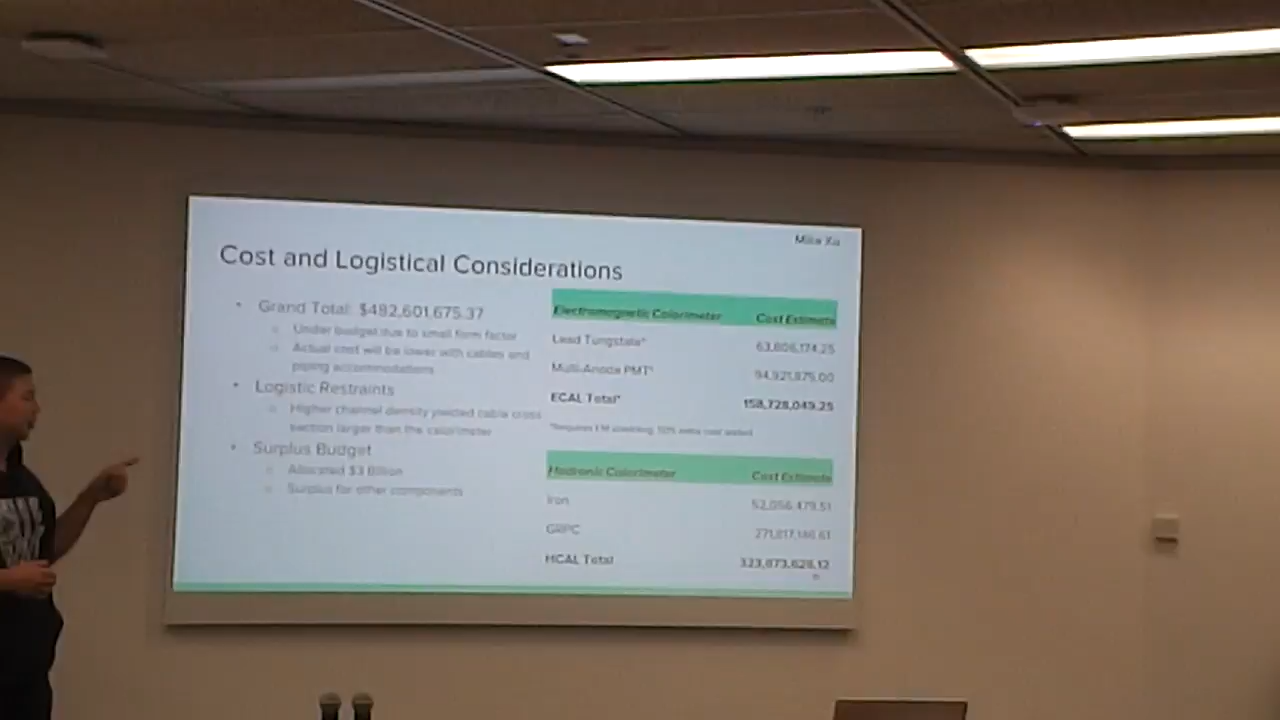 Cost and Logistical Considerations
Grand Total: $482,601,675.37
Under budget due to small form factor
Actual cost will be lower with cables and
piping accommodations
Logistic Restraints
Higher channel density yielded cable cross
section larger than the calorimeter
Surplus Budget
Allocated $3 Billion
Surplus for other components
Electromagnetic Calorimeter Cost Estimate
Lead Tungstate* 63,806,174.25
Multi-Anode PMT* 94,921,875.00
ECAL Total* 158,728,049.25
extra cost added
Hadronic Calorimeter Cost Estimate
Iron 52,056,479.51
GRPC
HCAL Total 323,873,626.12